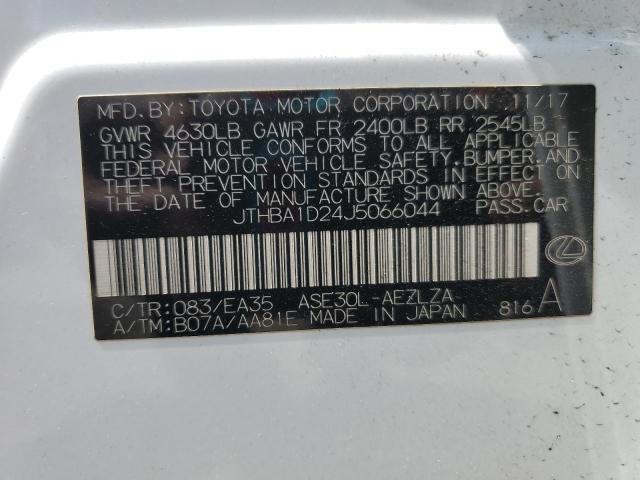 MFD. BY: TOYOTA MOTOR CORPORATION 11/17
GVWR 4630LB GAWR FR 2400LB RR 2545LB
THIS VEHICLE CONFORMS TO ALL APPLICABLE
FEDERAL MOTOR VEHICLE SAFETY, BUMPER, AND
THEFT PREVENTION STANDARDS IN EFFECT ON
THE DATE OF MANUFACTURE SHOWN ABOVE.
JTHBA1D24J5066044 PASS.CAR
C/TR: 083/EA35 ASE30L-AEZLZA
A/TM: B07A/AA81E MADE IN JAPAN 816 A